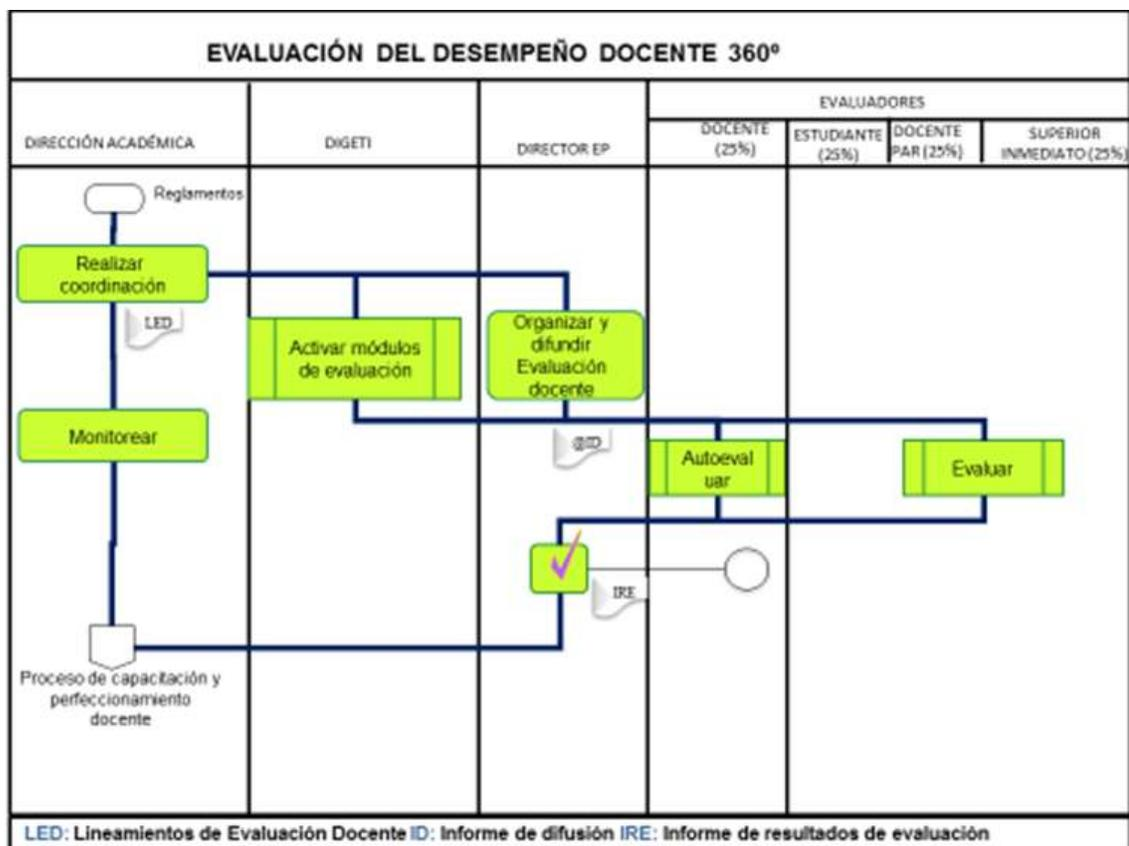 EVALUACIÓN DEL DESEMPEÑO DOCENTE 360º
EVALUADORES
DIRECCIÓN ACADÉMICA
DIGETI
DIRECTOR EP
DOCENTE
(25%)
ESTUDIANTE
(25%)
DOCENTE
PAR (25%)
SUPERIOR
INMEDIATO (25%)
Reglamentos
Realizar
coordinación
LED
Activar módulos
de evaluación
Organizar y
difundir
Evaluación
docente
Monitorear
@ID
Autoeval
uar
Evaluar
IRE
Proceso de capacitación y
perfeccionamiento
docente
LED: Lineamientos de Evaluación Docente ID: Informe de difusión IRE: Informe de resultados de evaluación